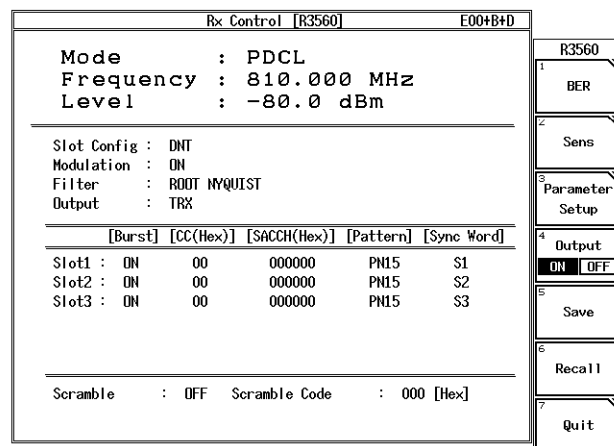 Rx Control [R3560] E00+B+D
Mode : PDCL
Frequency : 810.000 MHz
Level : -80.0 dBm
Slot Config : DNT
Modulation : ON
Filter : ROOT NYQUIST
Output : TRX
[Burst] [CC(Hex)] [SACCH(Hex)] [Pattern] [Sync Word]
Slot1 : ON 00 000000 PN15 S1
Slot2 : ON 00 000000 PN15 S2
Slot3 : ON 00 000000 PN15 S3
Scramble : OFF Scramble Code : 000 [Hex]
R3560
1
BER
2
Sens
3
Parameter
Setup
4
Output
ON OFF
5
Save
6
Recall
7
Quit